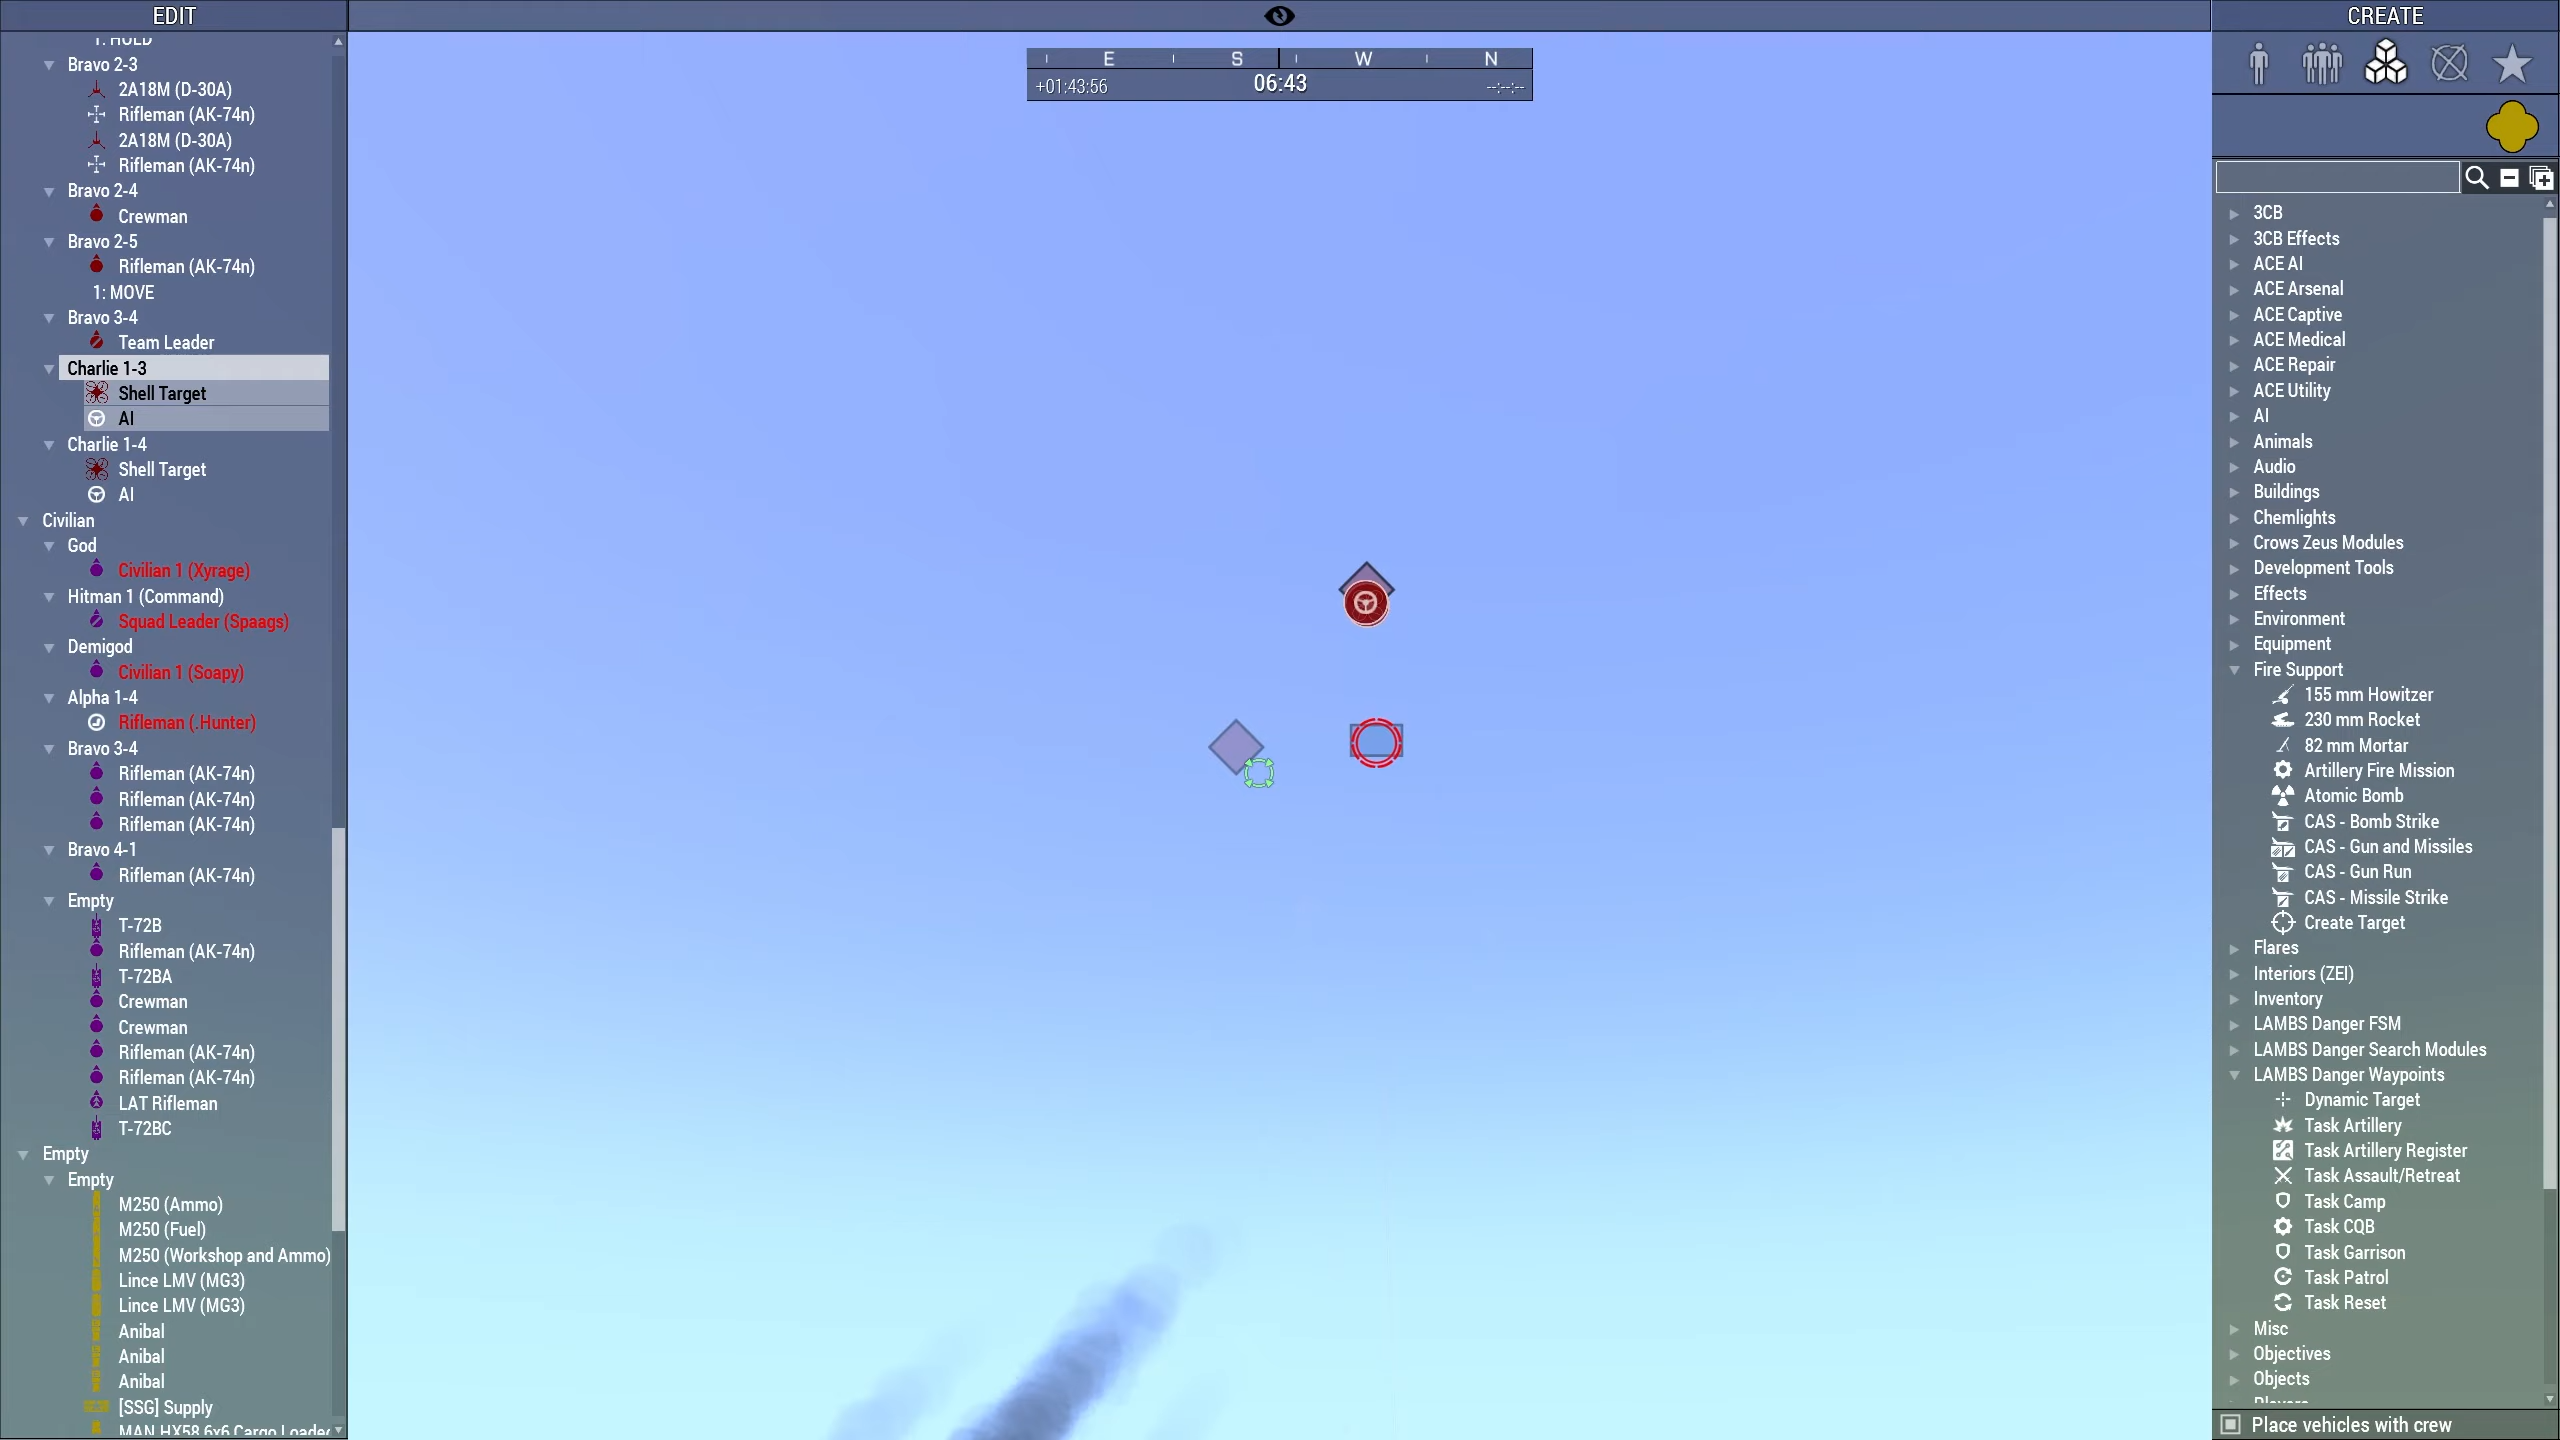 EDIT
1: HOLD
Bravo 2-3
2A18M (D-30A)
Rifleman (AK-74n)
2A18M (D-30A)
Rifleman (AK-74n)
Bravo 2-4
Crewman
Bravo 2-5
Rifleman (AK-74n)
1: MOVE
Bravo 3-4
Team Leader
Charlie 1-3
Shell Target
AI
Charlie 1-4
Shell Target
AI
Civilian
God
Civilian 1 (Xyrage)
Hitman 1 (Command)
Squad Leader (Spaags)
Demigod
Civilian 1 (Soapy)
Alpha 1-4
Rifleman (.Hunter)
Bravo 3-4
Rifleman (AK-74n)
Rifleman (AK-74n)
Rifleman (AK-74n)
Bravo 4-1
Rifleman (AK-74n)
Empty
T-72B
Rifleman (AK-74n)
T-72BA
Crewman
Crewman
Rifleman (AK-74n)
Rifleman (AK-74n)
LAT Rifleman
T-72BC
Empty
Empty
M250 (Ammo)
M250 (Fuel)
M250 (Workshop and Ammo)
Lince LMV (MG3)
Lince LMV (MG3)
Anibal
Anibal
Anibal
[SSG] Supply
MAN HX58 6x6 Cargo Loade
E S W N
+01:43:56 06:43 --:--:--
CREATE
3CB
3CB Effects
ACE AI
ACE Arsenal
ACE Captive
ACE Medical
ACE Repair
ACE Utility
AI
Animals
Audio
Buildings
Chemlights
Crows Zeus Modules
Development Tools
Effects
Environment
Equipment
Fire Support
155 mm Howitzer
230 mm Rocket
82 mm Mortar
Artillery Fire Mission
Atomic Bomb
CAS - Bomb Strike
CAS - Gun and Missiles
CAS - Gun Run
CAS - Missile Strike
Create Target
Flares
Interiors (ZEI)
Inventory
LAMBS Danger FSM
LAMBS Danger Search Modules
LAMBS Danger Waypoints
Dynamic Target
Task Artillery
Task Artillery Register
Task Assault/Retreat
Task Camp
Task CQB
Task Garrison
Task Patrol
Task Reset
Misc
Objectives
Objects
Players
Place vehicles with crew